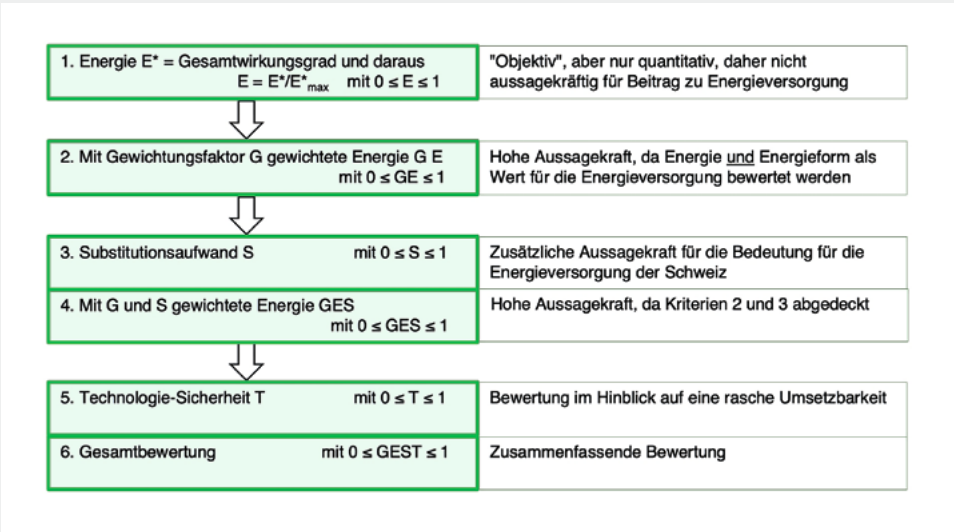 1. Energie E* = Gesamtwirkungsgrad und daraus
E = E*/E*max mit 0 ≤ E ≤ 1
"Objektiv", aber nur quantitativ, daher nicht
aussagekräftig für Beitrag zu Energieversorgung
2. Mit Gewichtungsfaktor G gewichtete Energie G E
mit 0 ≤ GE ≤ 1
Hohe Aussagekraft, da Energie und Energieform als
Wert für die Energieversorgung bewertet werden
3. Substitutionsaufwand S mit 0 ≤ S ≤ 1
Zusätzliche Aussagekraft für die Bedeutung für die
Energieversorgung der Schweiz
4. Mit G und S gewichtete Energie GES
mit 0 ≤ GES ≤ 1
Hohe Aussagekraft, da Kriterien 2 und 3 abgedeckt
5. Technologie-Sicherheit T mit 0 ≤ T ≤ 1
Bewertung im Hinblick auf eine rasche Umsetzbarkeit
6. Gesamtbewertung mit 0 ≤ GEST ≤ 1
Zusammenfassende Bewertung